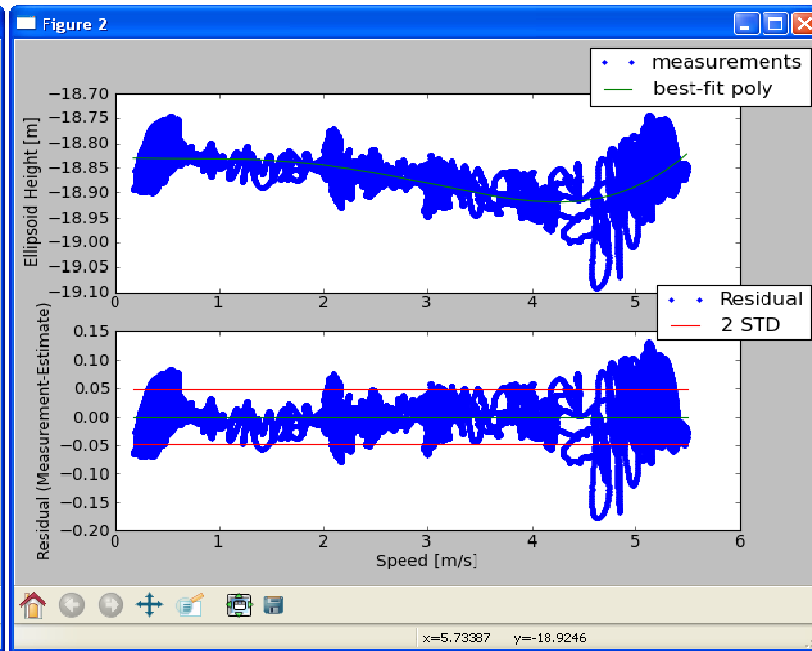 Figure 2
measurements
best-fit poly
Ellipsoid Height [m]
−18.70
−18.75
−18.80
−18.85
−18.90
−18.95
−19.00
−19.05
−19.10
0 1 2 3 4 5
Residual
2 STD
Residual (Measurement-Estimate)
0.15
0.10
0.05
0.00
−0.05
−0.10
−0.15
−0.20
0 1 2 3 4 5 6
Speed [m/s]
x=5.73387 y=-18.9246